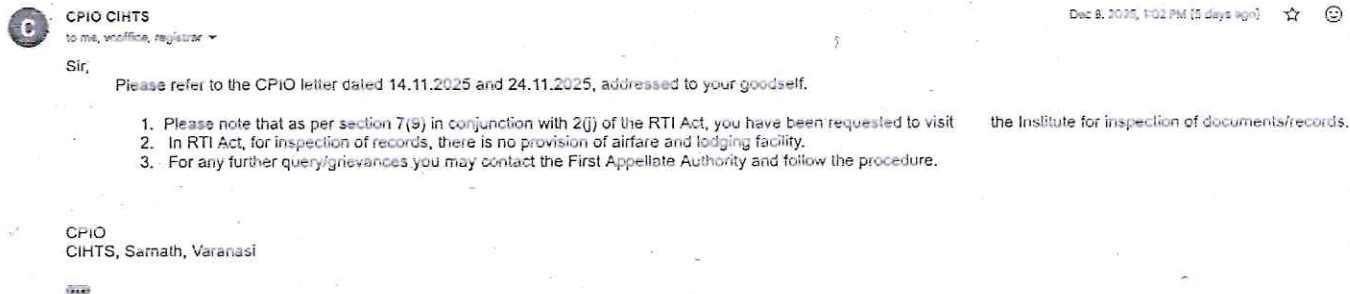 C
CPIO CIHTS
Dec 8, 2025, 1:02 PM (5 days ago)
to me, vcoffice, registrar
Sir,
Please refer to the CPIO letter dated 14.11.2025 and 24.11.2025, addressed to your goodself.
1. Please note that as per section 7(9) in conjunction with 2(j) of the RTI Act, you have been requested to visit the Institute for inspection of documents/records.
2. In RTI Act, for inspection of records, there is no provision of airfare and lodging facility.
3. For any further query/grievances you may contact the First Appellate Authority and follow the procedure.
CPIO
CIHTS, Sarnath, Varanasi